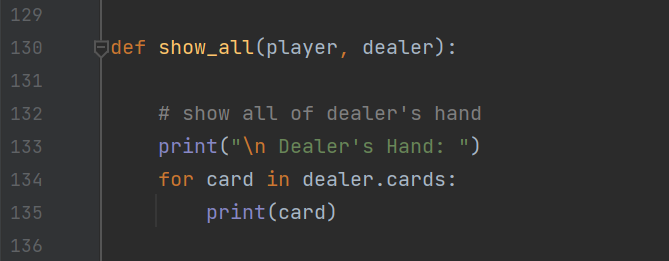 129
130 def show_all(player, dealer):
131
132 # show all of dealer's hand
133 print("\n Dealer's Hand: ")
134 for card in dealer.cards:
135 print(card)
136